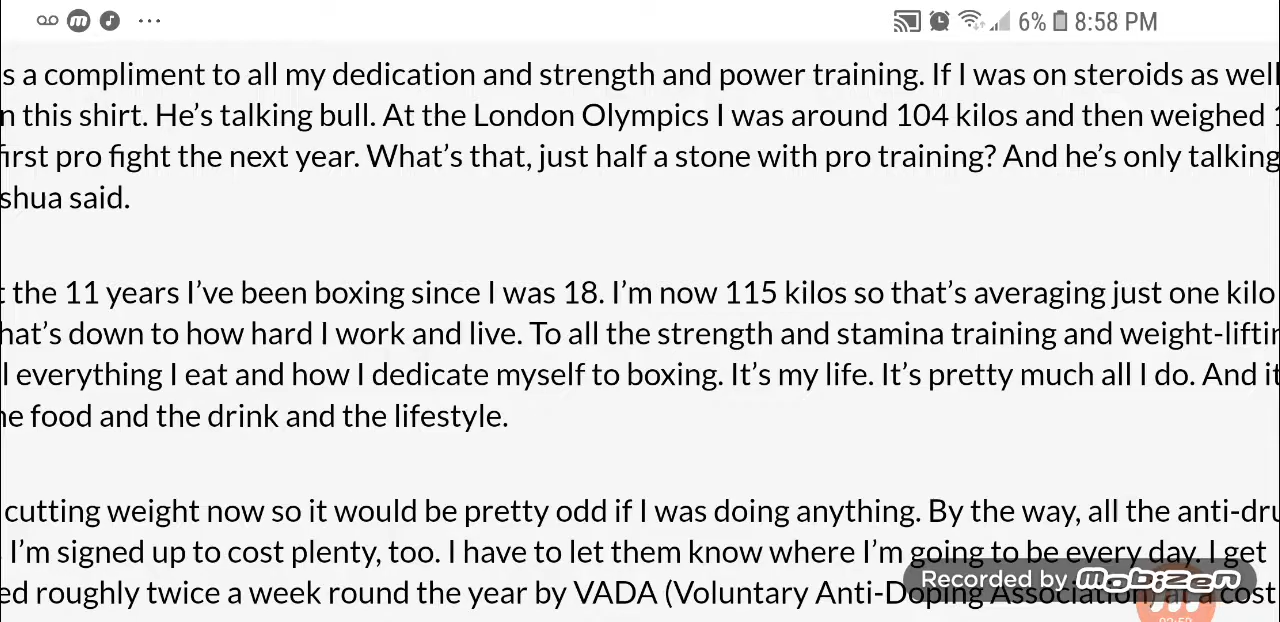 6% 8:58 PM
s a compliment to all my dedication and strength and power training. If I was on steroids as well
n this shirt. He’s talking bull. At the London Olympics I was around 104 kilos and then weighed 1
first pro fight the next year. What’s that, just half a stone with pro training? And he’s only talking
shua said.
t the 11 years I’ve been boxing since I was 18. I’m now 115 kilos so that’s averaging just one kilo
hat’s down to how hard I work and live. To all the strength and stamina training and weight-liftin
l everything I eat and how I dedicate myself to boxing. It’s my life. It’s pretty much all I do. And it
he food and the drink and the lifestyle.
cutting weight now so it would be pretty odd if I was doing anything. By the way, all the anti-dru
I’m signed up to cost plenty, too. I have to let them know where I’m going to be every day. I get
Recorded by Mobizen
ed roughly twice a week round the year by VADA (Voluntary Anti-Doping Association, at a cost